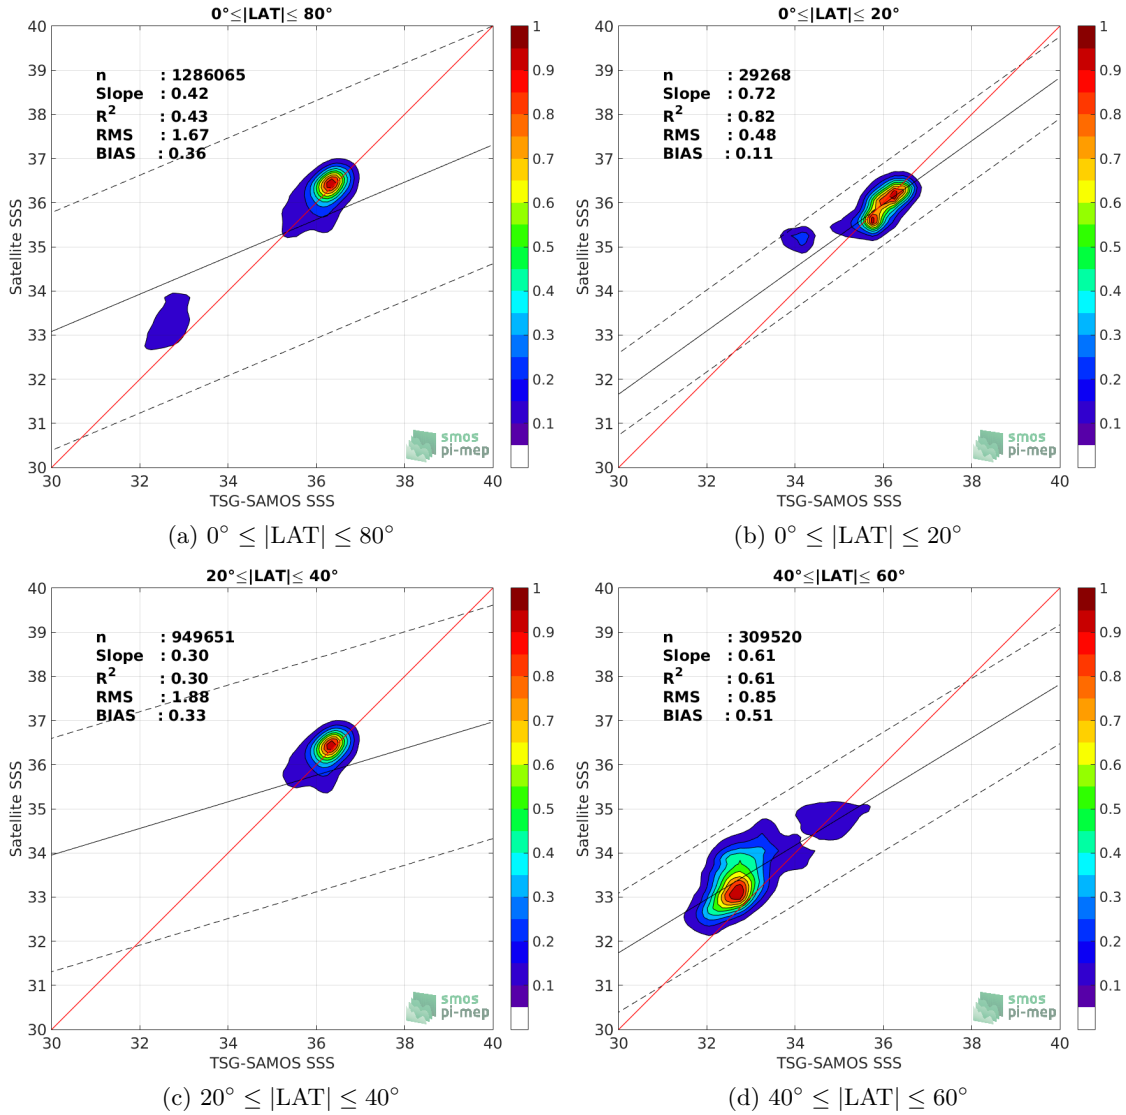 0°≤|LAT|≤ 80°
n : 1286065
Slope : 0.42
R² : 0.43
RMS : 1.67
BIAS : 0.36
Satellite SSS
40
39
38
37
36
35
34
33
32
31
30
30 32 34 36 38 40
TSG-SAMOS SSS
1
0.9
0.8
0.7
0.6
0.5
0.4
0.3
0.2
0.1
smos
pi-mep
(a) 0° ≤ |LAT| ≤ 80°
0°≤|LAT|≤ 20°
n : 29268
Slope : 0.72
R² : 0.82
RMS : 0.48
BIAS : 0.11
Satellite SSS
40
39
38
37
36
35
34
33
32
31
30
30 32 34 36 38 40
TSG-SAMOS SSS
1
0.9
0.8
0.7
0.6
0.5
0.4
0.3
0.2
0.1
smos
pi-mep
(b) 0° ≤ |LAT| ≤ 20°
20°≤|LAT|≤ 40°
n : 949651
Slope : 0.30
R² : 0.30
RMS : 1.88
BIAS : 0.33
Satellite SSS
40
39
38
37
36
35
34
33
32
31
30
30 32 34 36 38 40
TSG-SAMOS SSS
1
0.9
0.8
0.7
0.6
0.5
0.4
0.3
0.2
0.1
smos
pi-mep
(c) 20° ≤ |LAT| ≤ 40°
40°≤|LAT|≤ 60°
n : 309520
Slope : 0.61
R² : 0.61
RMS : 0.85
BIAS : 0.51
Satellite SSS
40
39
38
37
36
35
34
33
32
31
30
30 32 34 36 38 40
TSG-SAMOS SSS
1
0.9
0.8
0.7
0.6
0.5
0.4
0.3
0.2
0.1
smos
pi-mep
(d) 40° ≤ |LAT| ≤ 60°